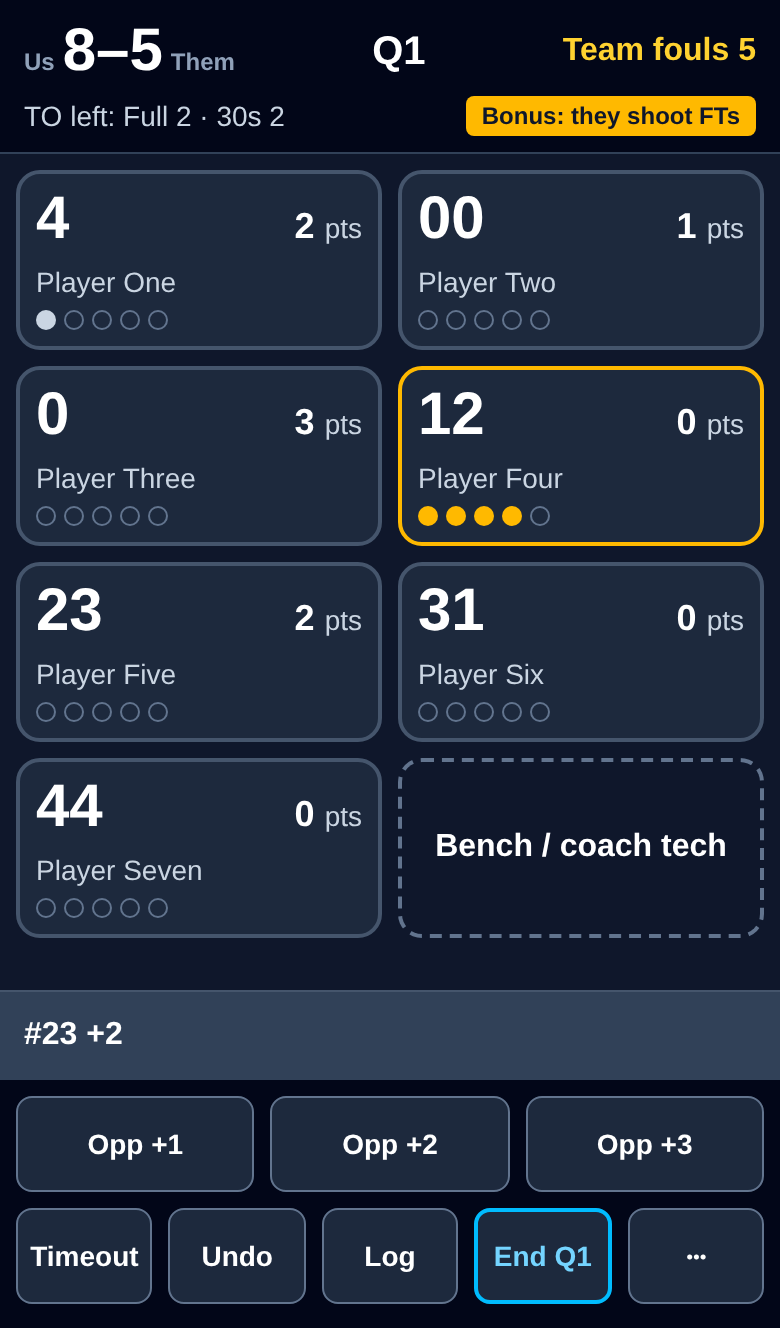 Us 8–5 Them Q1 Team fouls 5
TO left: Full 2 · 30s 2 Bonus: they shoot FTs
4 2 pts
Player One
00 1 pts
Player Two
0 3 pts
Player Three
12 0 pts
Player Four
23 2 pts
Player Five
31 0 pts
Player Six
44 0 pts
Player Seven
Bench / coach tech
#23 +2
Opp +1 Opp +2 Opp +3
Timeout Undo Log End Q1 ···